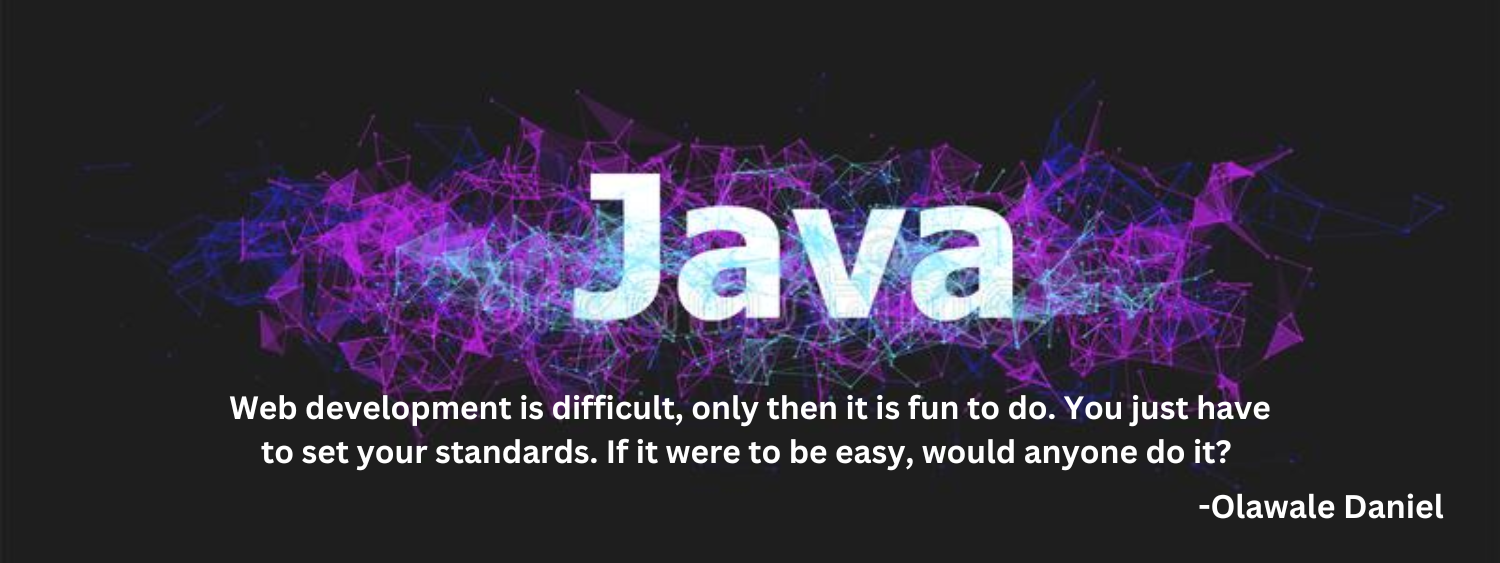 Java
Web development is difficult, only then it is fun to do. You just have
to set your standards. If it were to be easy, would anyone do it?
-Olawale Daniel